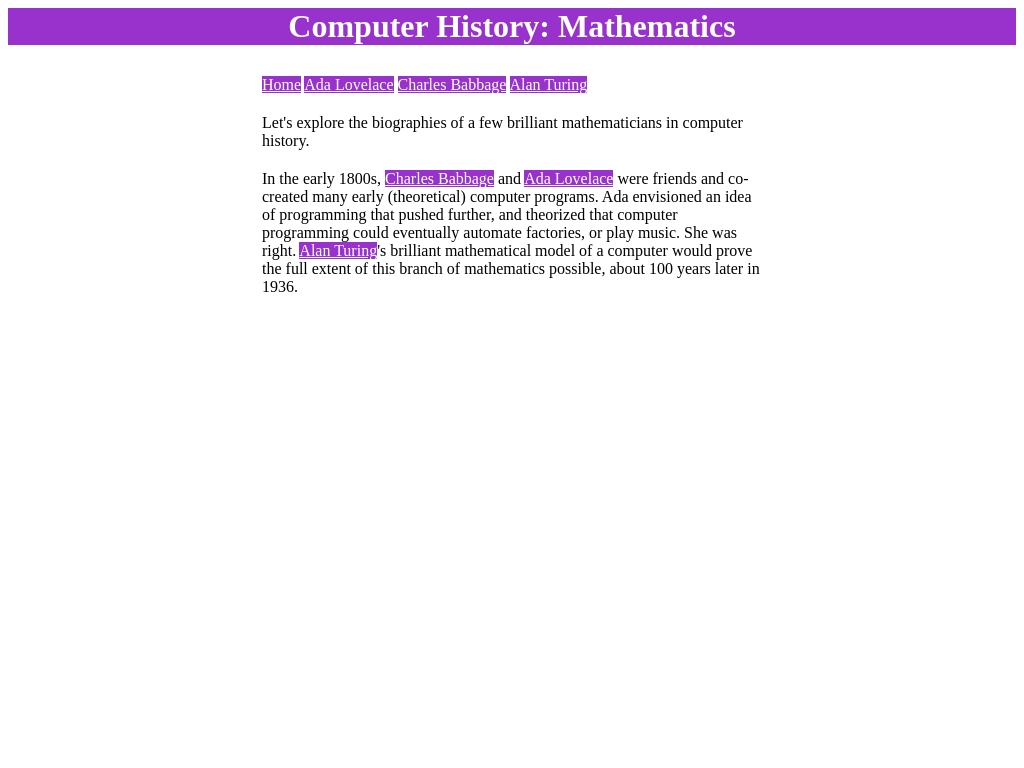 Computer History: Mathematics
Home Ada Lovelace Charles Babbage Alan Turing
Let's explore the biographies of a few brilliant mathematicians in computer
history.
In the early 1800s, Charles Babbage and Ada Lovelace were friends and co-
created many early (theoretical) computer programs. Ada envisioned an idea
of programming that pushed further, and theorized that computer
programming could eventually automate factories, or play music. She was
right. Alan Turing's brilliant mathematical model of a computer would prove
the full extent of this branch of mathematics possible, about 100 years later in
1936.